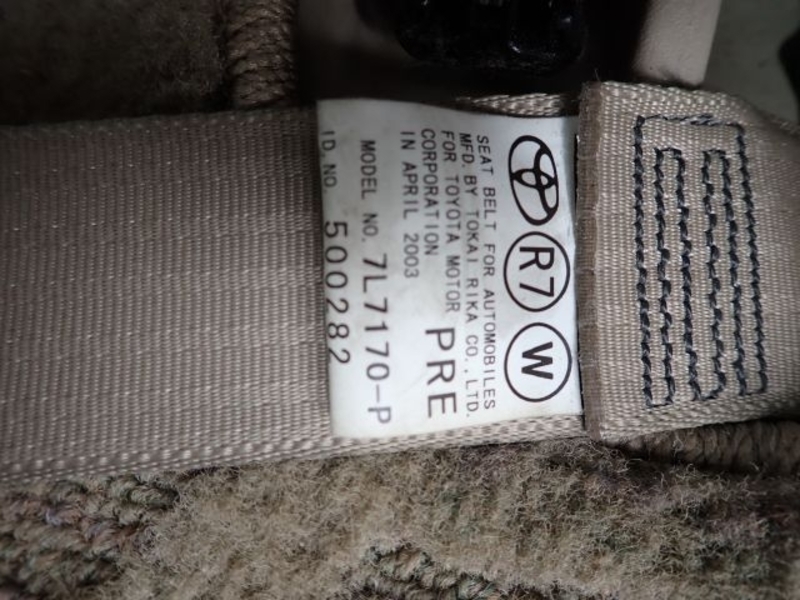 R7 W
SEAT BELT FOR AUTOMOBILES
MFD. BY TOKAI RIKA CO., LTD.
FOR TOYOTA MOTOR
CORPORATION PRE
IN APRIL 2003
MODEL NO. 7L7170-P
ID. NO 500282